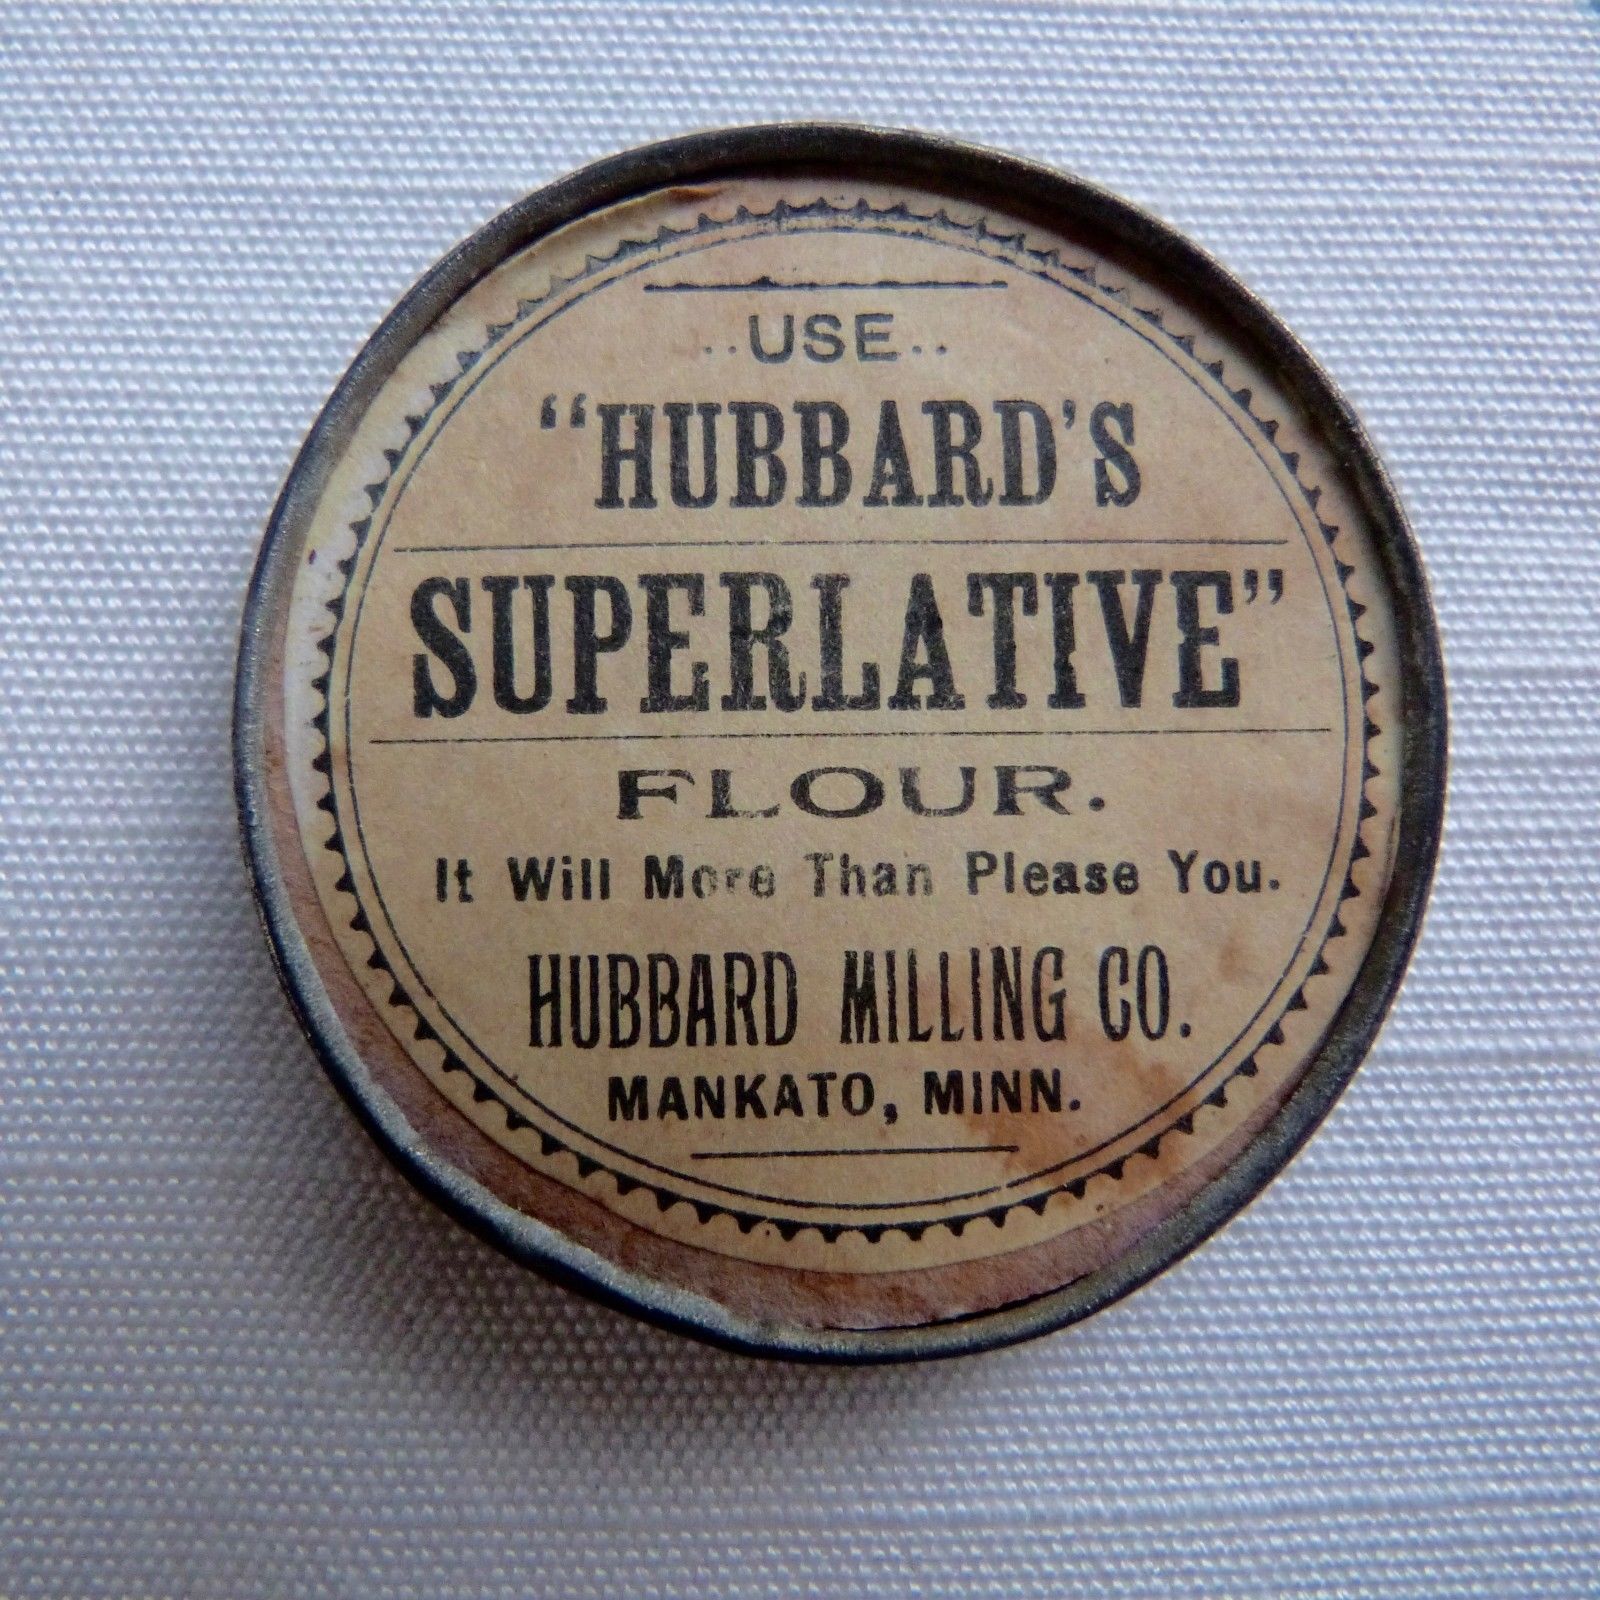 ..USE..
“HUBBARD’S
SUPERLATIVE”
FLOUR.
It Will More Than Please You.
HUBBARD MILLING CO.
MANKATO, MINN.